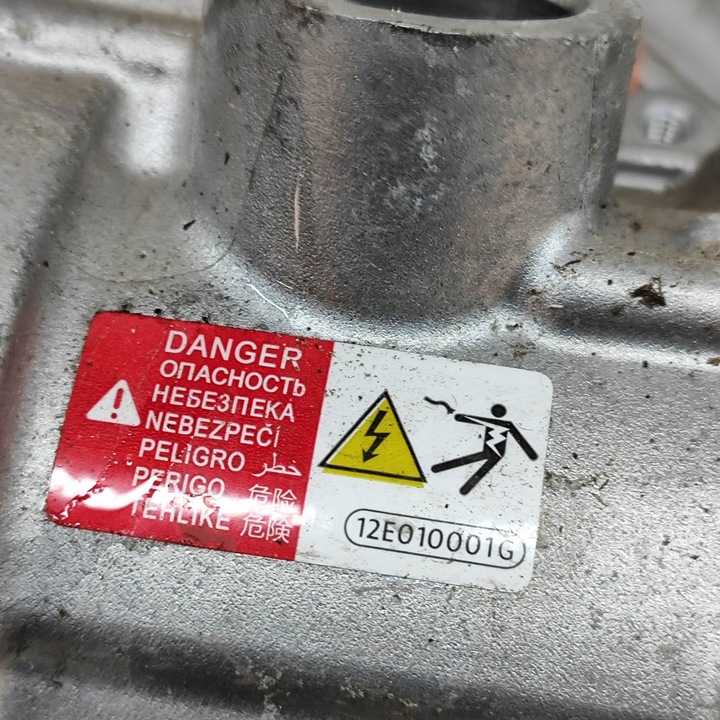 DANGER
ОПАСНОСТЬ
НЕБЕЗПЕКА
NEBEZPEČÍ
PELIGRO خطر
PERIGO 危险
TEHLIKE 危険
12E010001G